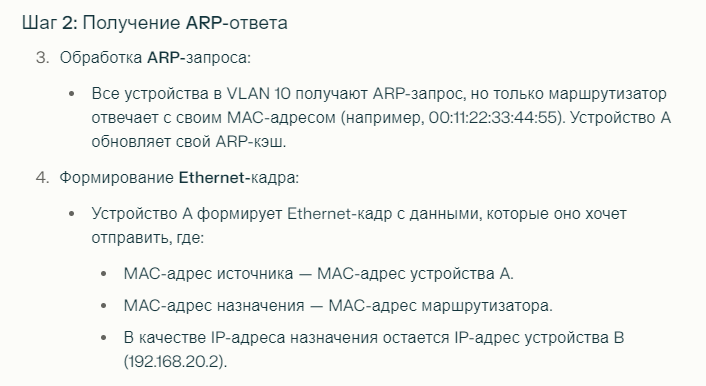 Шаг 2: Получение ARP-ответа
3. Обработка ARP-запроса:
• Все устройства в VLAN 10 получают ARP-запрос, но только маршрутизатор
отвечает с своим MAC-адресом (например, 00:11:22:33:44:55). Устройство A
обновляет свой ARP-кэш.
4. Формирование Ethernet-кадра:
• Устройство A формирует Ethernet-кадр с данными, которые оно хочет
отправить, где:
• MAC-адрес источника — MAC-адрес устройства A.
• MAC-адрес назначения — MAC-адрес маршрутизатора.
• В качестве IP-адреса назначения остается IP-адрес устройства B
(192.168.20.2).